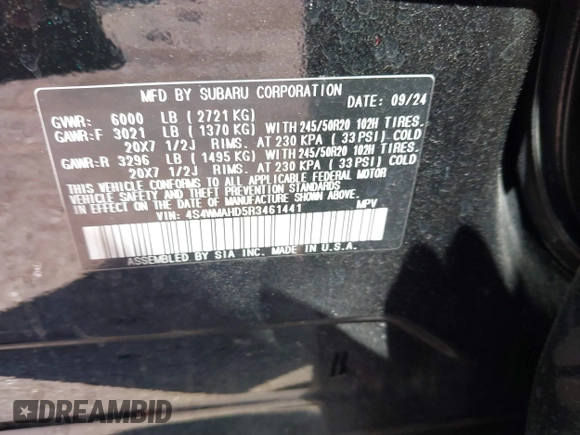 MFD BY SUBARU CORPORATION
DATE: 09/24
GVWR: 6000 LB ( 2721 KG)
GAWR:F 3021 LB ( 1370 KG) WITH 245/50R20 102H TIRES.
20X7 1/2J RIMS. AT 230 KPA ( 33 PSI) COLD
GAWR:R 3296 LB ( 1495 KG) WITH 245/50R20 102H TIRES.
20X7 1/2J RIMS. AT 230 KPA ( 33 PSI) COLD
THIS VEHICLE CONFORMS TO ALL APPLICABLE FEDERAL MOTOR
VEHICLE SAFETY AND THEFT PREVENTION STANDARDS
IN EFFECT ON THE DATE OF MANUFACTURE SHOWN ABOVE.
VIN: 4S4WMAHD5R3461441 MPV
ASSEMBLED BY SIA INC. MADE IN U.S.A.
DREAMBID